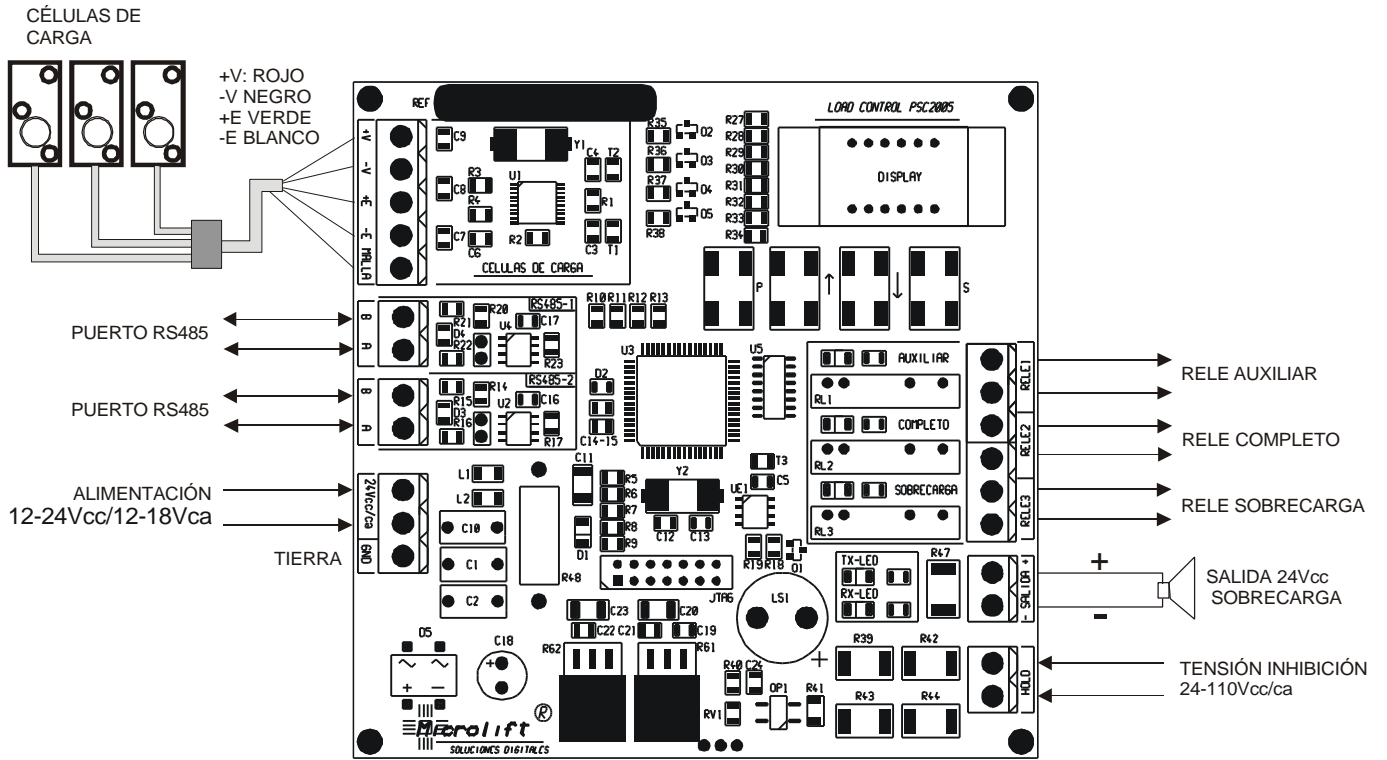 CÉLULAS DE
CARGA
+V: ROJO
-V NEGRO
+E VERDE
-E BLANCO
REF
LOAD CONTROL PSC2005
+V
-V
+E
-E
MALLA
C9
Y1
C4 T2
R3
U1
C8
R4
R1
C7
C6
R2
C3 T1
CELULAS DE CARGA
R35
O2
R36
O3
R37
O4
R38
O5
R27
R28
R29
R30
R31
R32
R33
R34
DISPLAY
P
↑
↓
S
PUERTO RS485
B
A
RS485-1
R20
R21
D4
R22
U4
C17
R23
R10 R11 R12 R13
PUERTO RS485
B
A
RS485-2
R14
R15
D3
R16
U2
C16
R17
U3
U5
D2
C14-15
AUXILIAR
RL1
COMPLETO
RL2
SOBRECARGA
RL3
RELE1
RELE2
RELE3
RELE AUXILIAR
RELE COMPLETO
RELE SOBRECARGA
ALIMENTACIÓN
12-24Vcc/12-18Vca
TIERRA
24Vcc/ca
GND
L1
L2
C10
C1
C2
R48
C11
D1
R5
R6
R7
R8
R9
Y2
C12 C13
T3
C5
UE1
R19 R18 O1
JTAG
LS1
+
TX-LED
RX-LED
R47
- SALIDA +
+
-
SALIDA 24Vcc
SOBRECARGA
C23
C20
C22 C21
C19
R62
R61
D5
~ ~
+ -
C18
+
R40 C24
OP1
R41
RV1
R39
R42
R43
R44
HOLD
TENSIÓN INHIBICIÓN
24-110Vcc/ca
Microlift ®
SOLUCIONES DIGITALES